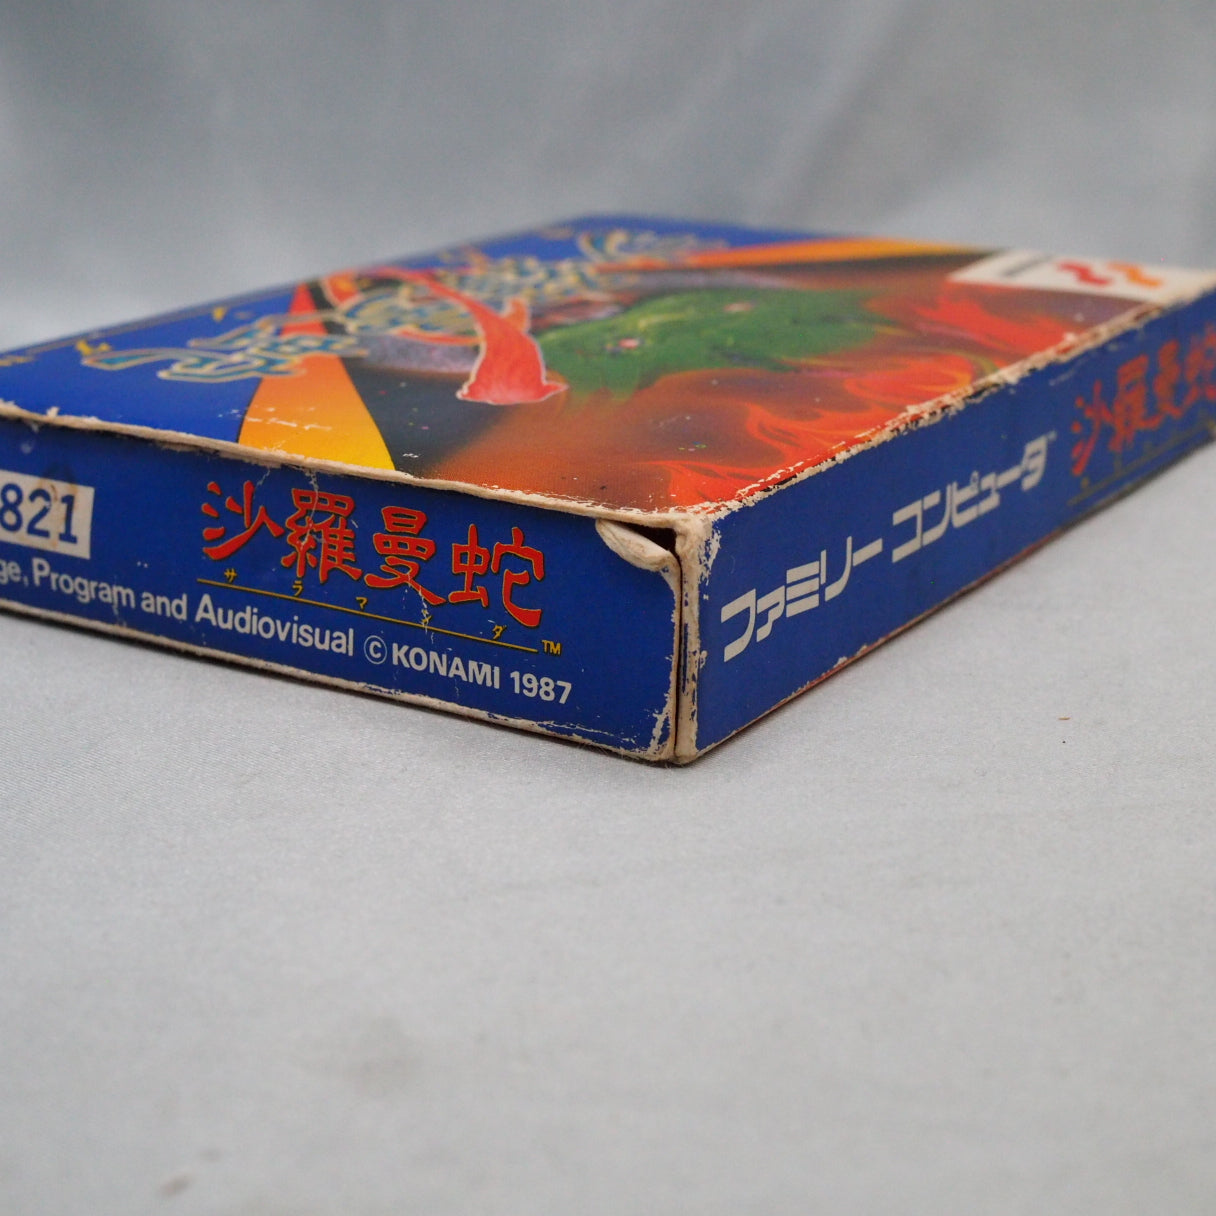 821
沙羅曼蛇
サラマンダ
TM
ge, Program and Audiovisual © KONAMI 1987
ファミリー コンピュータ
沙羅曼蛇